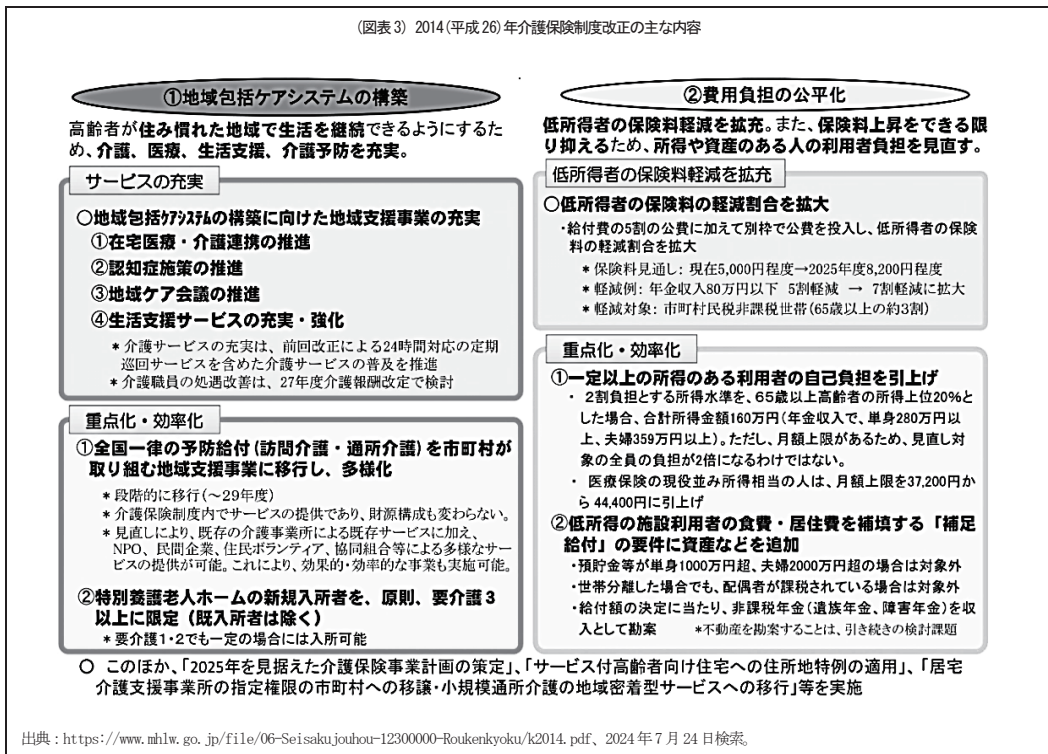 (図表3) 2014(平成26)年介護保険制度改正の主な内容
①地域包括ケアシステムの構築
高齢者が住み慣れた地域で生活を継続できるようにするた
め、介護、医療、生活支援、介護予防を充実。
サービスの充実
○地域包括ケアシステムの構築に向けた地域支援事業の充実
①在宅医療・介護連携の推進
②認知症施策の推進
③地域ケア会議の推進
④生活支援サービスの充実・強化
* 介護サービスの充実は、前回改正による24時間対応の定期
巡回サービスを含めた介護サービスの普及を推進
* 介護職員の処遇改善は、27年度介護報酬改定で検討
重点化・効率化
①全国一律の予防給付(訪問介護・通所介護)を市町村が
取り組む地域支援事業に移行し、多様化
* 段階的に移行(~29年度)
* 介護保険制度内でサービスの提供であり、財源構成も変わらない。
* 見直しにより、既存の介護事業所による既存サービスに加え、
NPO、民間企業、住民ボランティア、協同組合等による多様なサー
ビスの提供が可能。これにより、効果的・効率的な事業も実施可能。
②特別養護老人ホームの新規入所者を、原則、要介護3
以上に限定(既入所者は除く)
* 要介護1・2でも一定の場合には入所可能
②費用負担の公平化
低所得者の保険料軽減を拡充。また、保険料上昇をできる限
り抑えるため、所得や資産のある人の利用者負担を見直す。
低所得者の保険料軽減を拡充
○低所得者の保険料の軽減割合を拡大
・給付費の5割の公費に加えて別枠で公費を投入し、低所得者の保険
料の軽減割合を拡大
* 保険料見通し: 現在5,000円程度→2025年度8,200円程度
* 軽減例: 年金収入80万円以下 5割軽減 → 7割軽減に拡大
* 軽減対象: 市町村民税非課税世帯(65歳以上の約3割)
重点化・効率化
①一定以上の所得のある利用者の自己負担を引上げ
・ 2割負担とする所得水準を、65歳以上高齢者の所得上位20%と
した場合、合計所得金額160万円(年金収入で、単身280万円以
上、夫婦359万円以上)。ただし、月額上限があるため、見直し対
象の全員の負担が2倍になるわけではない。
・ 医療保険の現役並み所得相当の人は、月額上限を37,200円か
ら 44,400円に引上げ
②低所得の施設利用者の食費・居住費を補填する「補足
給付」の要件に資産などを追加
・預貯金等が単身1000万円超、夫婦2000万円超の場合は対象外
・世帯分離した場合でも、配偶者が課税されている場合は対象外
・給付額の決定に当たり、非課税年金(遺族年金、障害年金)を収
入として勘案 *不動産を勘案することは、引き続きの検討課題
○ このほか、「2025年を見据えた介護保険事業計画の策定」、「サービス付高齢者向け住宅への住所地特例の適用」、「居宅
介護支援事業所の指定権限の市町村への移譲・小規模通所介護の地域密着型サービスへの移行」等を実施
出典:https://www.mhlw.go.jp/file/06-Seisakujouhou-12300000-Roukenkyoku/k2014.pdf、2024年7月24日検索。